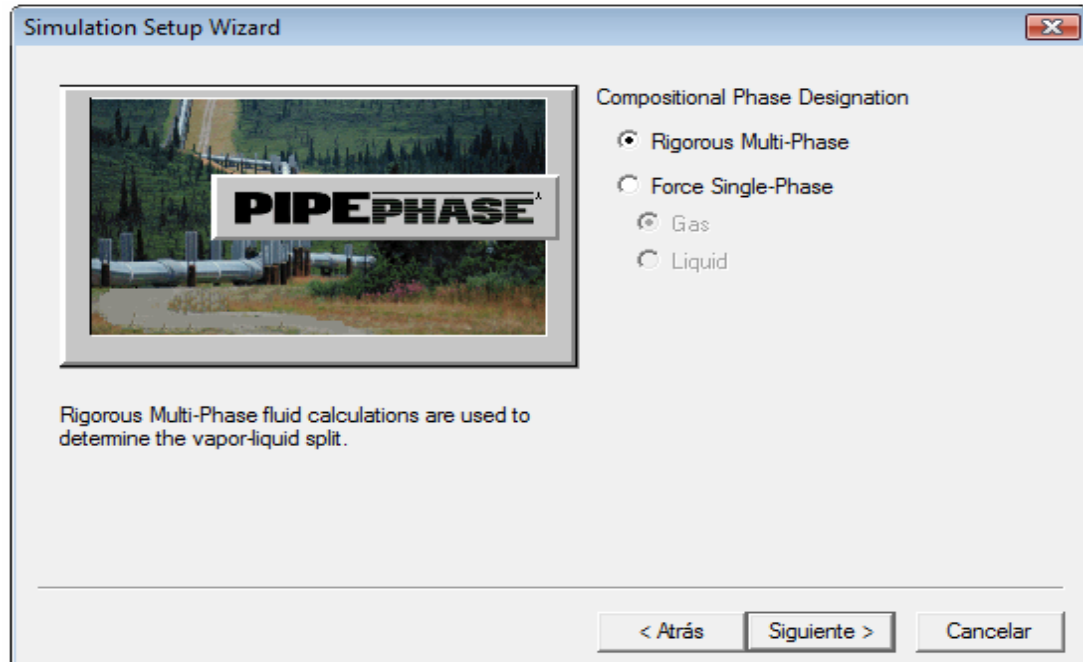 Simulation Setup Wizard
PIPEPHASE
Compositional Phase Designation
Rigorous Multi-Phase
Force Single-Phase
Gas
Liquid
Rigorous Multi-Phase fluid calculations are used to
determine the vapor-liquid split.
< Atrás
Siguiente >
Cancelar